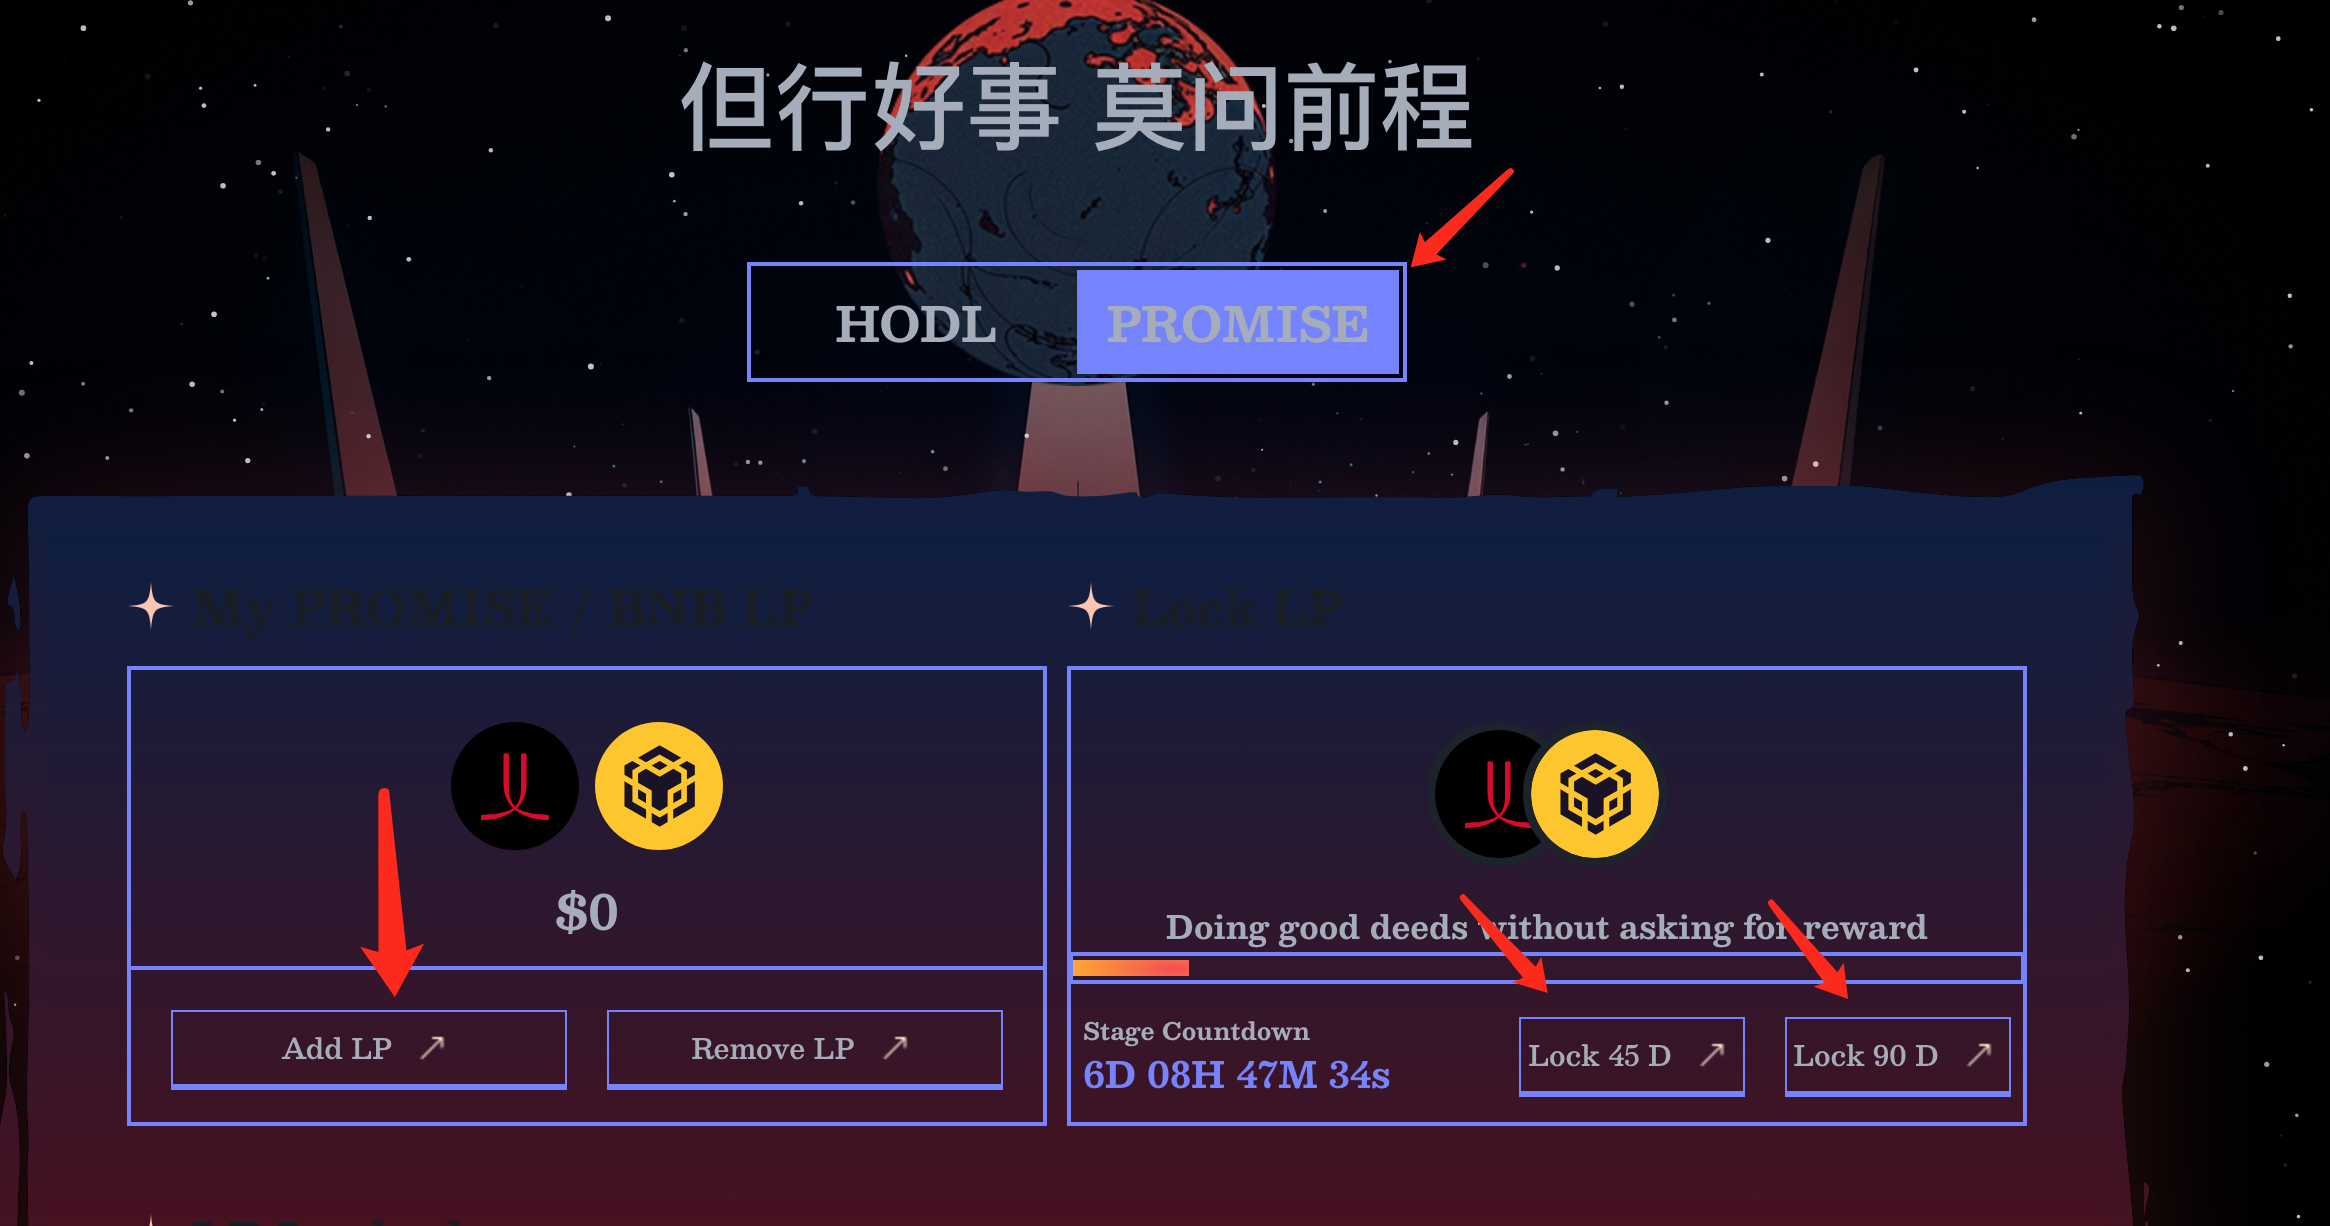 但行好事 莫问前程
HODL
PROMISE
My PROMISE / BNB LP
$0
Add LP
Remove LP
Lock LP
Doing good deeds without asking for reward
Stage Countdown
6D 08H 47M 34s
Lock 45 D
Lock 90 D